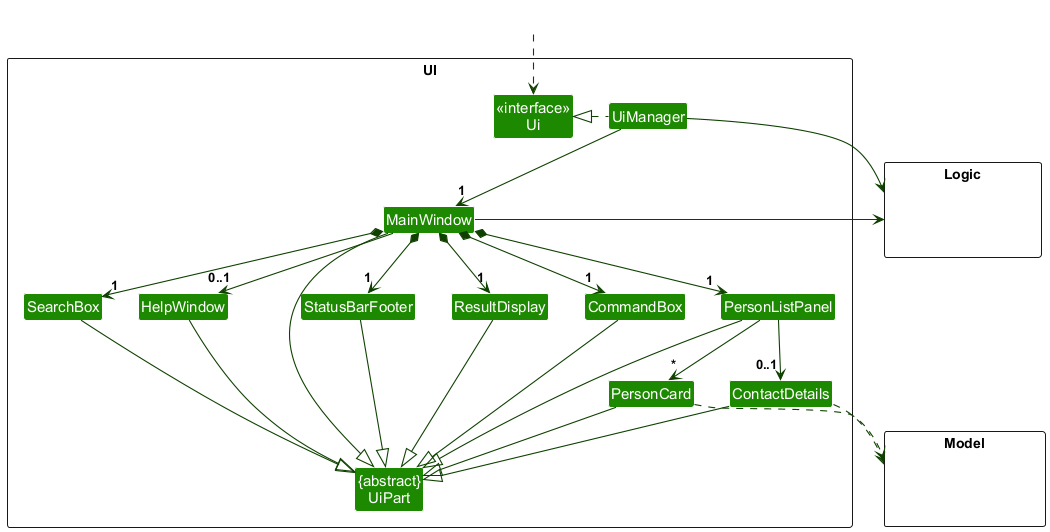 UI
«interface»
Ui
UiManager
Logic
1
MainWindow
1
0..1
1
1
1
1
SearchBox
HelpWindow
StatusBarFooter
ResultDisplay
CommandBox
PersonListPanel
*
0..1
PersonCard
ContactDetails
Model
{abstract}
UiPart